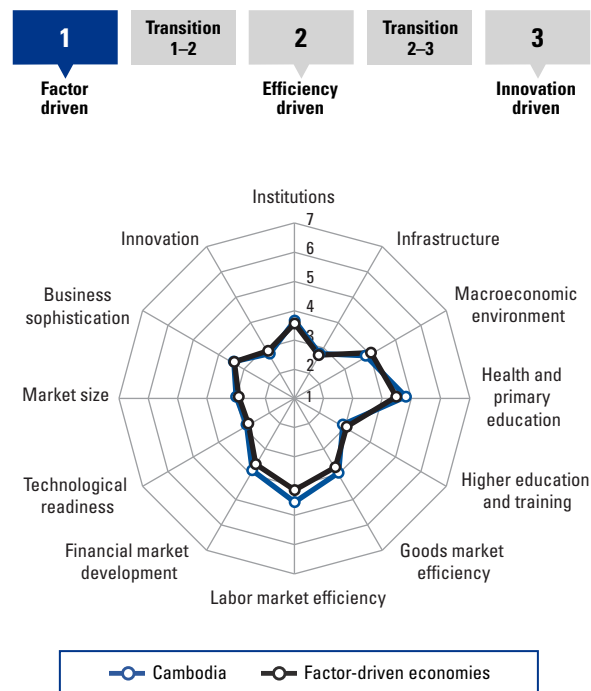 1
Transition
1–2
2
Transition
2–3
3
Factor
driven
Efficiency
driven
Innovation
driven
Institutions
7
Innovation
Infrastructure
6
5
Business
sophistication
Macroeconomic
environment
4
3
2
Market size
1
Health and
primary
education
Technological
readiness
Higher education
and training
Financial market
development
Goods market
efficiency
Labor market efficiency
Cambodia
Factor-driven economies